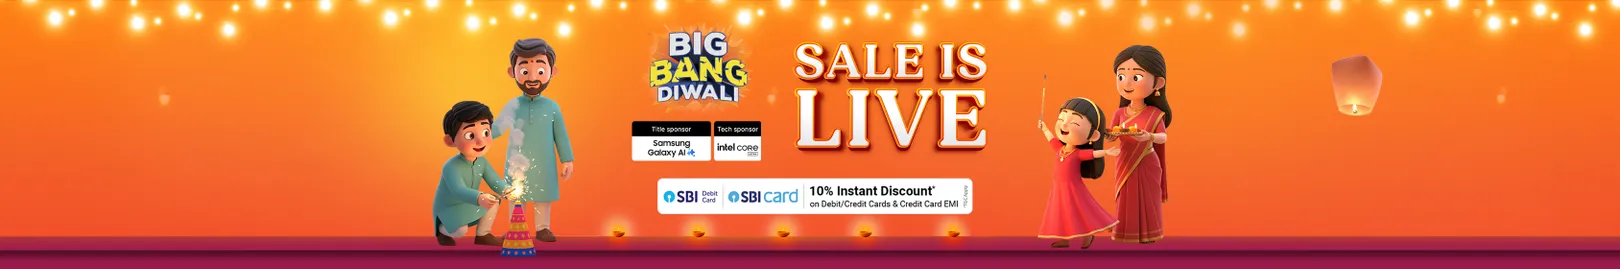 BIG
BANG
DIWALI
Title sponsor
Samsung
Galaxy AI
Tech sponsor
intel CORE
SALE IS
LIVE
SBI Debit
Card
SBI card
10% Instant Discount*
on Debit/Credit Cards & Credit Card EMI